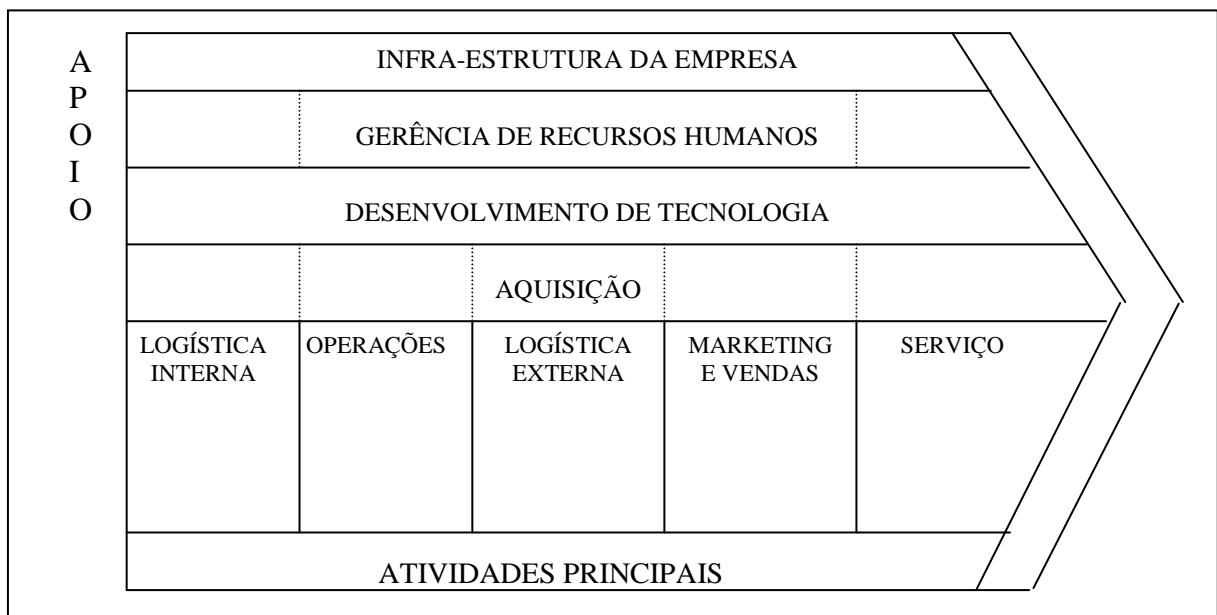 A
P
O
I
O
INFRA-ESTRUTURA DA EMPRESA
GERÊNCIA DE RECURSOS HUMANOS
DESENVOLVIMENTO DE TECNOLOGIA
AQUISIÇÃO
LOGÍSTICA
INTERNA
OPERAÇÕES
LOGÍSTICA
EXTERNA
MARKETING
E VENDAS
SERVIÇO
ATIVIDADES PRINCIPAIS